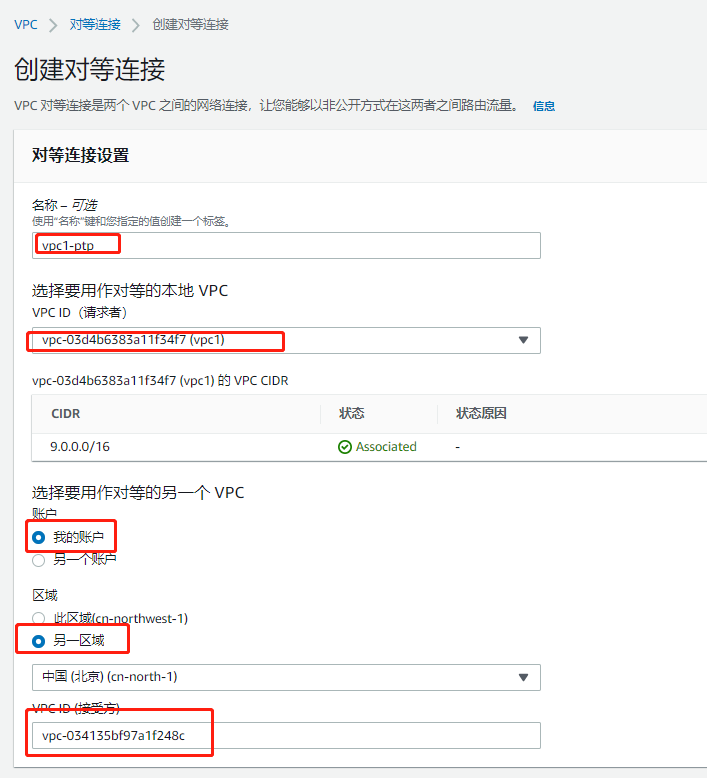 VPC > 对等连接 > 创建对等连接
创建对等连接
VPC 对等连接是两个 VPC 之间的网络连接，让您能够以非公开方式在这两者之间路由流量。 信息
对等连接设置
名称 – 可选
使用“名称”键和您指定的值创建一个标签。
vpc1-ptp
选择要用作对等的本地 VPC
VPC ID（请求者）
vpc-03d4b6383a11f34f7 (vpc1)
vpc-03d4b6383a11f34f7 (vpc1) 的 VPC CIDR
CIDR 状态 状态原因
9.0.0.0/16 Associated -
选择要用作对等的另一个 VPC
账户
我的账户
另一个账户
区域
此区域(cn-northwest-1)
另一区域
中国 (北京) (cn-north-1)
VPC ID (接受方)
vpc-034135bf97a1f248c